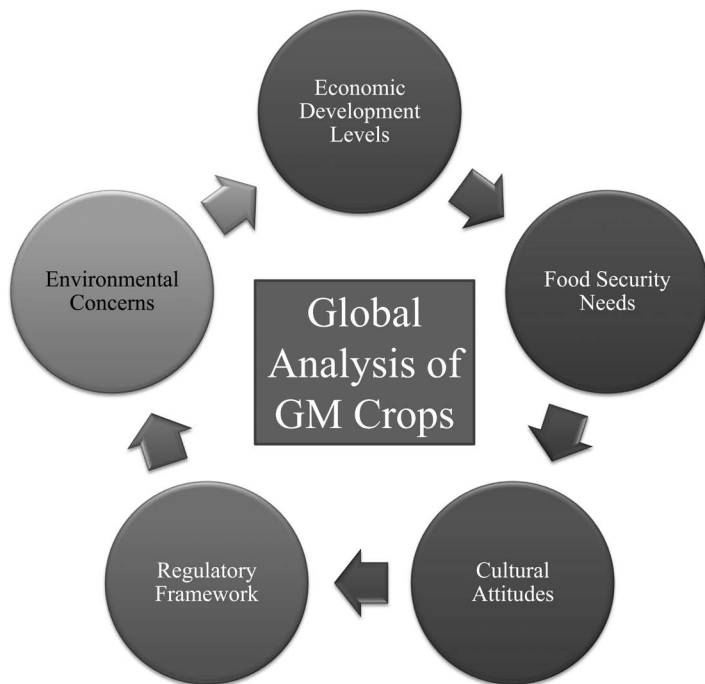 Economic
Development
Levels
Food Security
Needs
Cultural
Attitudes
Regulatory
Framework
Environmental
Concerns
Global
Analysis of
GM Crops